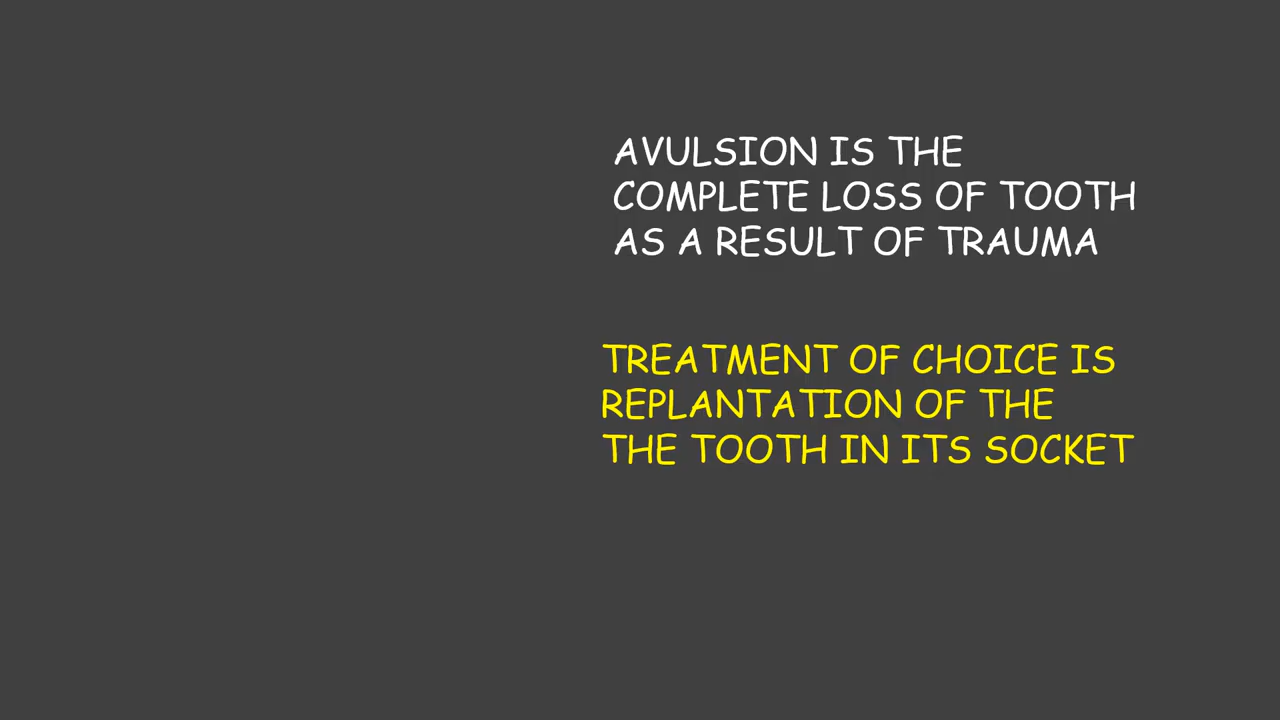 AVULSION IS THE
COMPLETE LOSS OF TOOTH
AS A RESULT OF TRAUMA
TREATMENT OF CHOICE IS
REPLANTATION OF THE
THE TOOTH IN ITS SOCKET